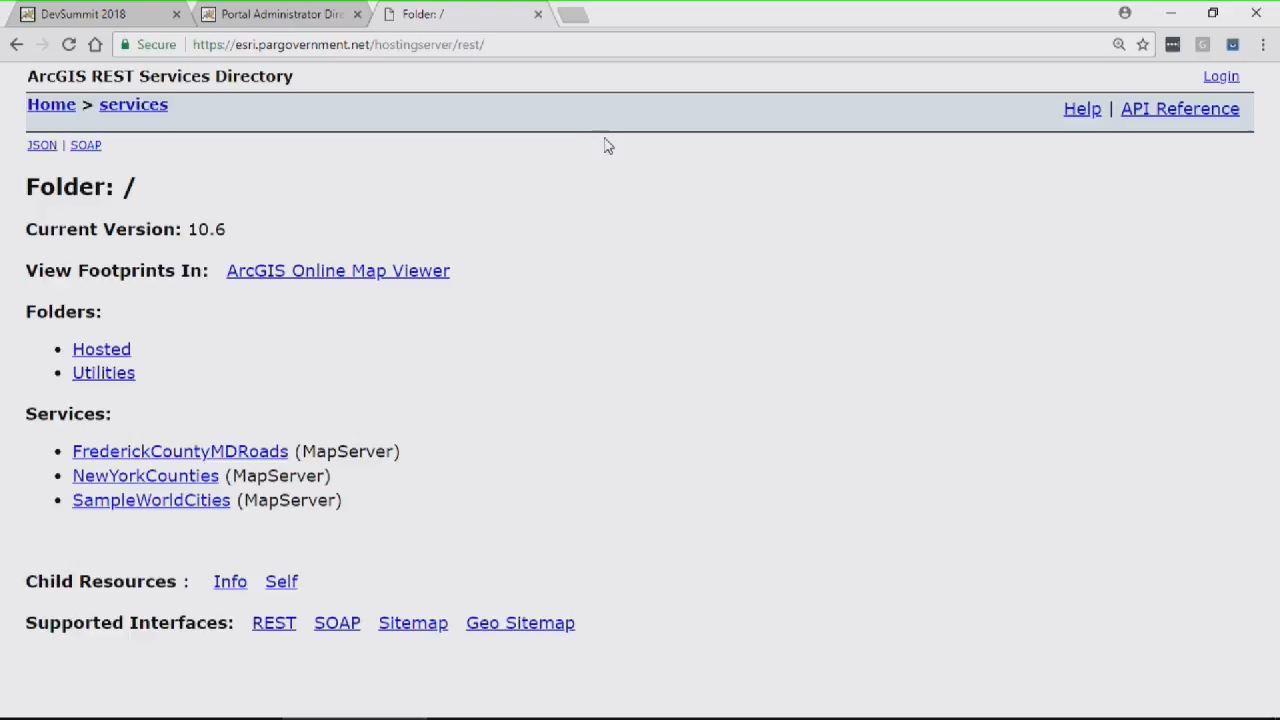 DevSummit 2018
Portal Administrator Dire
Folder: /
Secure
https://esri.pargovernment.net/hostingserver/rest/
ArcGIS REST Services Directory
Login
Home > services
Help | API Reference
JSON | SOAP
Folder: /
Current Version: 10.6
View Footprints In: ArcGIS Online Map Viewer
Folders:
• Hosted
• Utilities
Services:
• FrederickCountyMDRoads (MapServer)
• NewYorkCounties (MapServer)
• SampleWorldCities (MapServer)
Child Resources : Info Self
Supported Interfaces: REST SOAP Sitemap Geo Sitemap